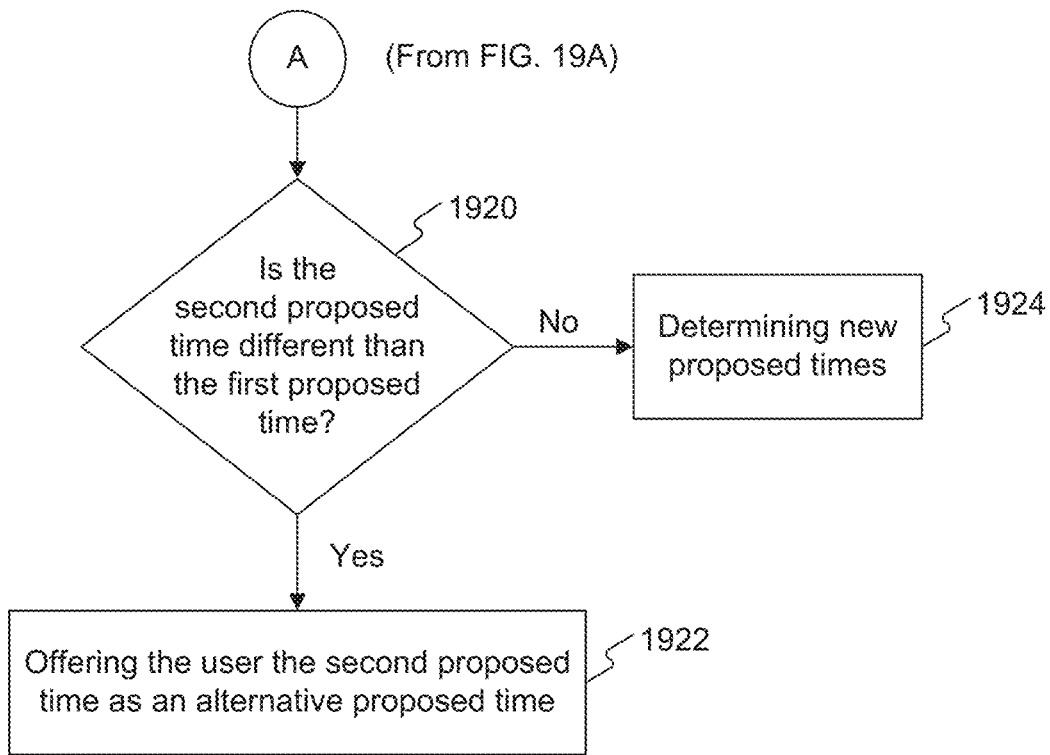 A
(From FIG. 19A)
1920
Is the
second proposed
time different than
the first proposed
time?
No
Determining new
proposed times
1924
Yes
Offering the user the second proposed
time as an alternative proposed time
1922